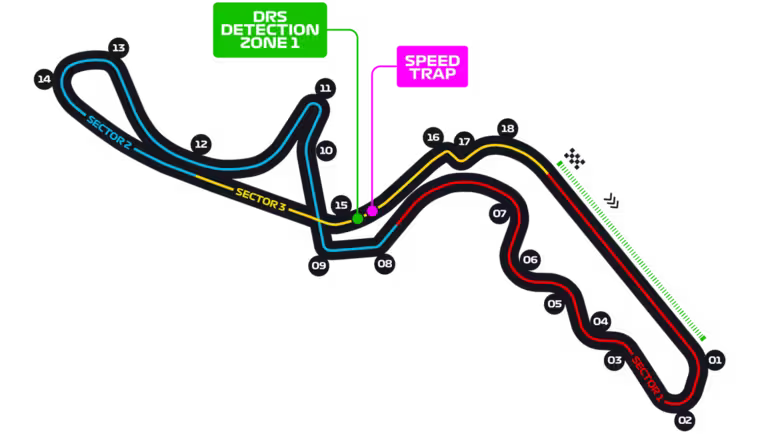 DRS
DETECTION
ZONE 1
SPEED
TRAP
13
14
11
12
10
16
17
18
SECTOR 2
SECTOR 3
15
07
09
08
06
05
04
03
01
SECTOR 1
02